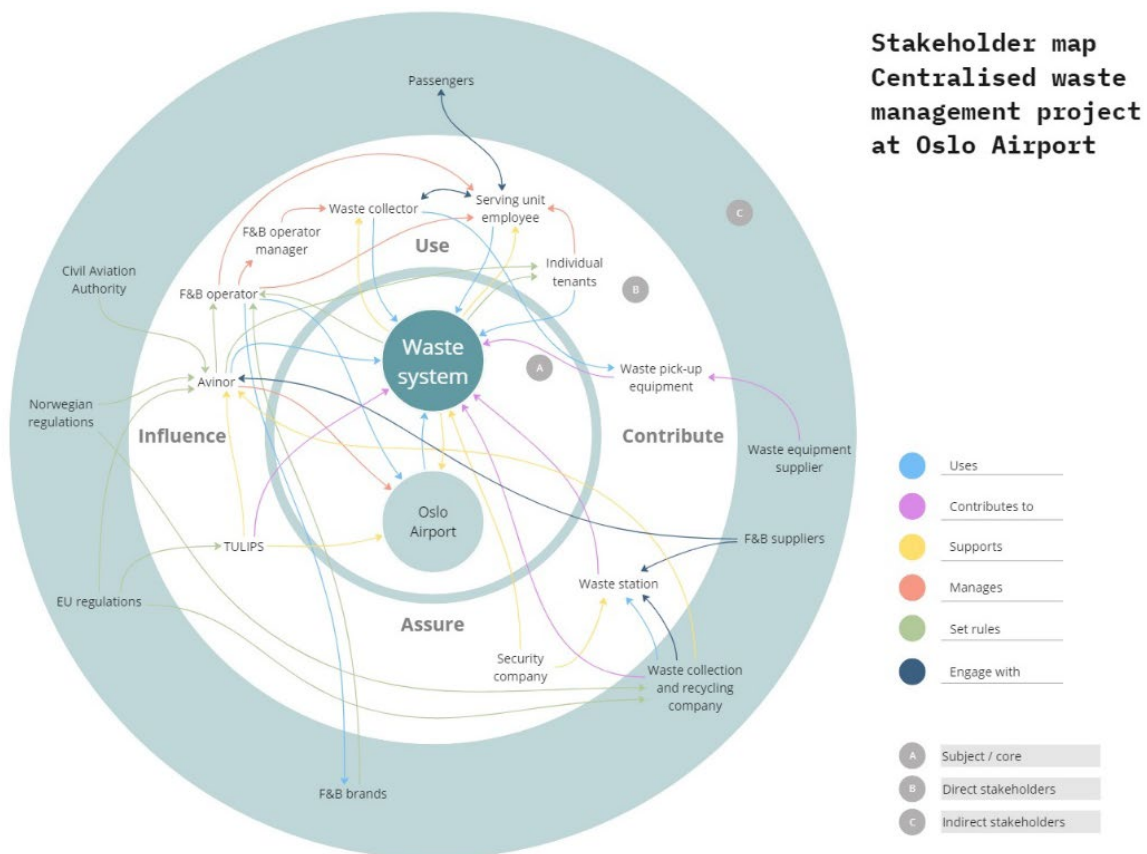 Stakeholder map
Centralised waste
management project
at Oslo Airport
Passengers
Waste collector
Serving unit
employee
F&B operator
manager
Use
C
Civil Aviation
Authority
F&B operator
Individual
tenants
B
Waste
system
A
Avinor
Waste pick-up
equipment
Norwegian
regulations
Influence
Contribute
Waste equipment
supplier
Oslo
Airport
TULIPS
F&B suppliers
EU regulations
Waste station
Assure
Security
company
Waste collection
and recycling
company
F&B brands
Uses
Contributes to
Supports
Manages
Set rules
Engage with
A Subject / core
B Direct stakeholders
C Indirect stakeholders